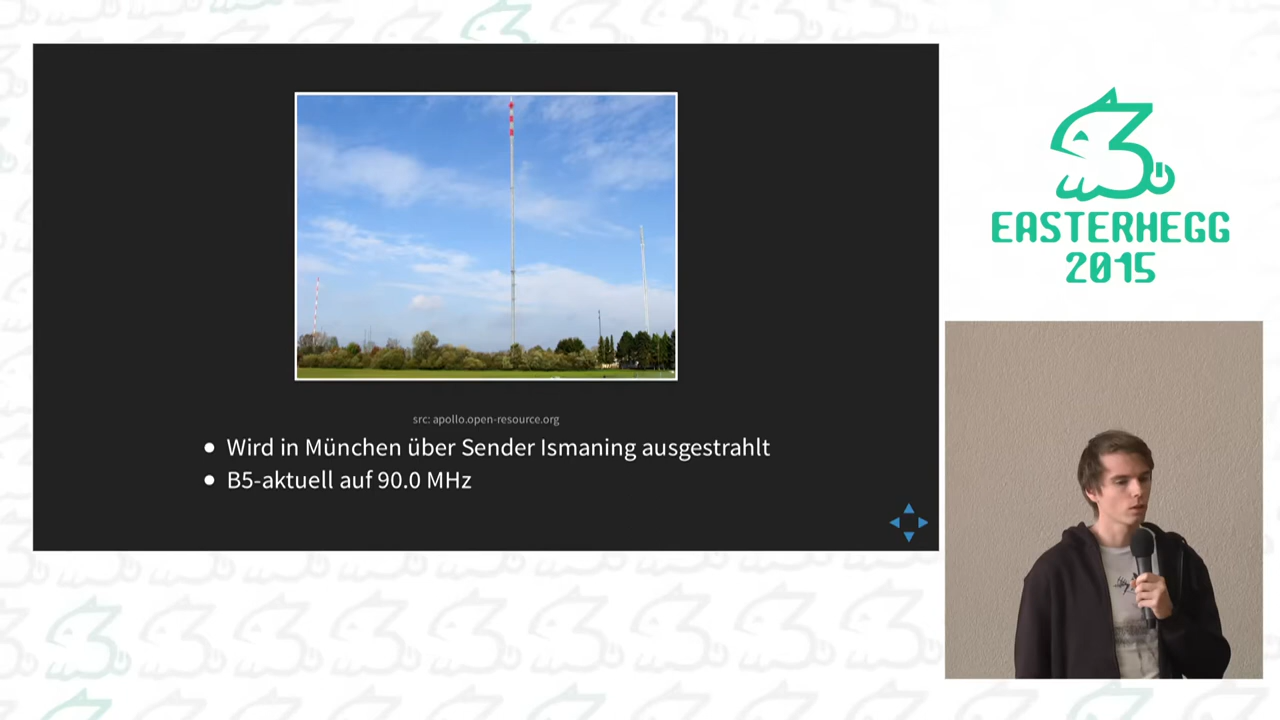 src: apollo.open-resource.org
Wird in München über Sender Ismaning ausgestrahlt
B5-aktuell auf 90.0 MHz
EASTERHEGG
2015